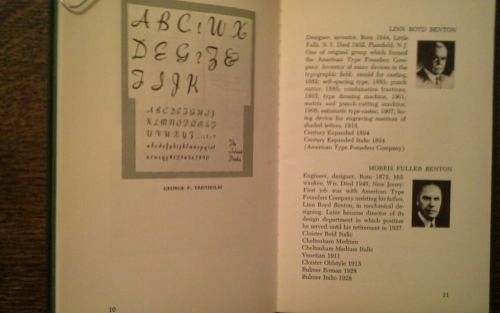 A B C ! W X
D E G ? Z &
F I J K
A B C D E F G H I J
K L M N O P Q R S T
U V W X Y Z
abcdefghijklmnopqrst
uvwxyz 1234567890
The
GEORGE F. TRENHOLM
10
LINN BOYD BENTON
Designer, inventor. Born 1844, Little
Falls, N.Y. Died 1932, Plainfield, N.J.
One of original group which formed
the American Type Founders Com-
pany. Inventor of many devices in the
typographic field: mould for casting,
1882; self-spacing type, 1883; punch
cutter, 1885; combination fractions,
1895; type dressing machine, 1901;
matrix and punch-cutting machine,
1906; automatic type-caster, 1907; lin-
ing device for engraving matrices of
shaded letters, 1913.
Century Expanded 1894
Century Expanded Italic 1894
(American Type Founders Company)
MORRIS FULLER BENTON
Engineer, designer. Born 1872, Mil-
waukee, Wis. Died 1948, New Jersey.
First job was with American Type
Founders Company assisting his father,
Linn Boyd Benton, in mechanical de-
signing. Later became director of its
design department in which position
he served until his retirement in 1937.
Cloister Bold Italic
Cheltenham Medium
Cheltenham Medium Italic
Venetian 1911
Cloister Oldstyle 1913
Bulmer Roman 1928
Bulmer Italic 1928
11